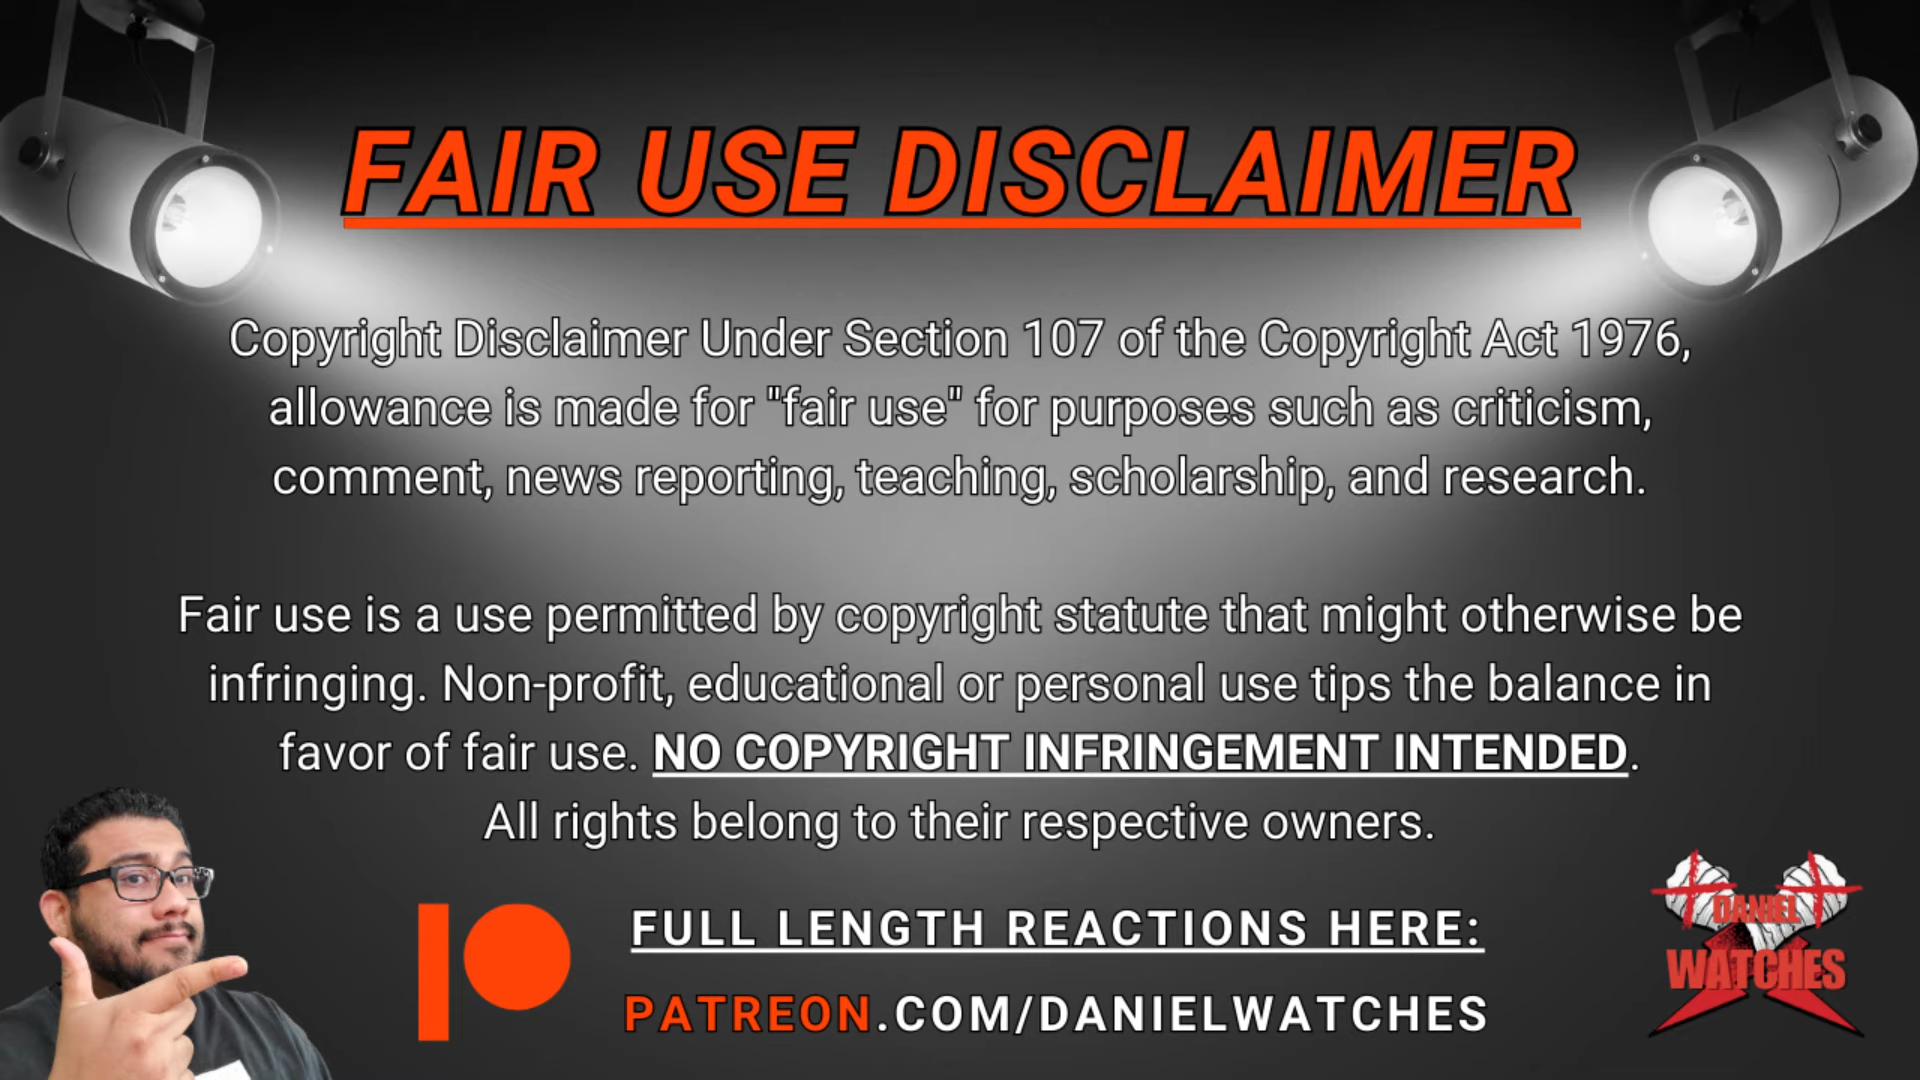 FAIR USE DISCLAIMER
Copyright Disclaimer Under Section 107 of the Copyright Act 1976,
allowance is made for "fair use" for purposes such as criticism,
comment, news reporting, teaching, scholarship, and research.
Fair use is a use permitted by copyright statute that might otherwise be
infringing. Non-profit, educational or personal use tips the balance in
favor of fair use. NO COPYRIGHT INFRINGEMENT INTENDED.
All rights belong to their respective owners.
FULL LENGTH REACTIONS HERE:
PATREON.COM/DANIELWATCHES
DANIEL
WATCHES